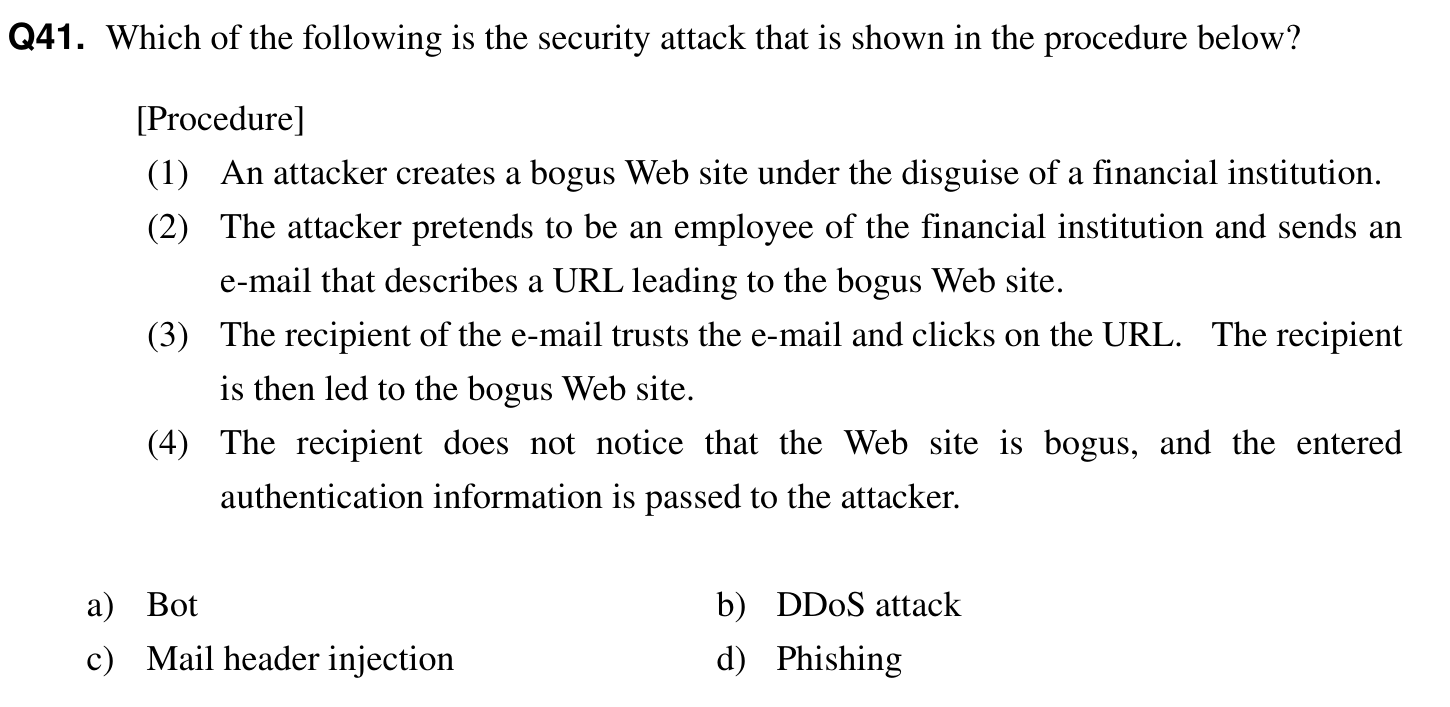 Q41. Which of the following is the security attack that is shown in the procedure below?
[Procedure]
(1) An attacker creates a bogus Web site under the disguise of a financial institution.
(2) The attacker pretends to be an employee of the financial institution and sends an
e-mail that describes a URL leading to the bogus Web site.
(3) The recipient of the e-mail trusts the e-mail and clicks on the URL. The recipient
is then led to the bogus Web site.
(4) The recipient does not notice that the Web site is bogus, and the entered
authentication information is passed to the attacker.
a) Bot b) DDoS attack
c) Mail header injection d) Phishing